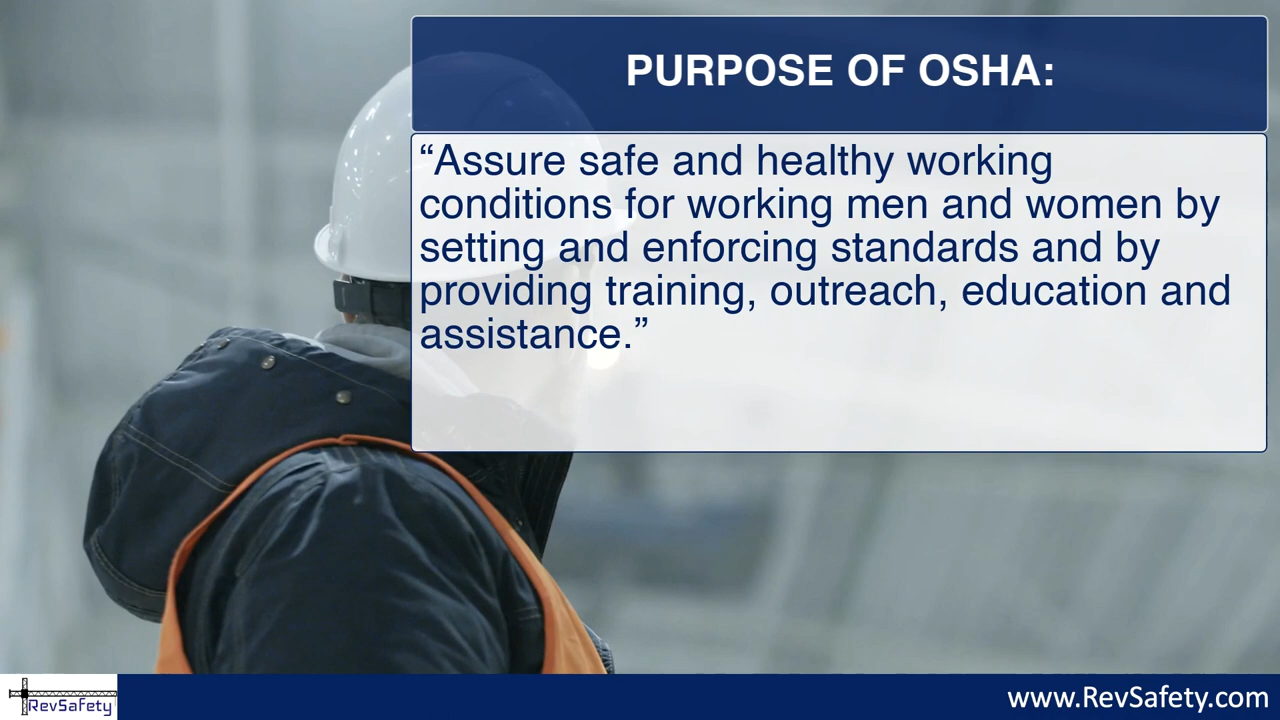 PURPOSE OF OSHA:
“Assure safe and healthy working
conditions for working men and women by
setting and enforcing standards and by
providing training, outreach, education and
assistance.”
RevSafety
www.RevSafety.com